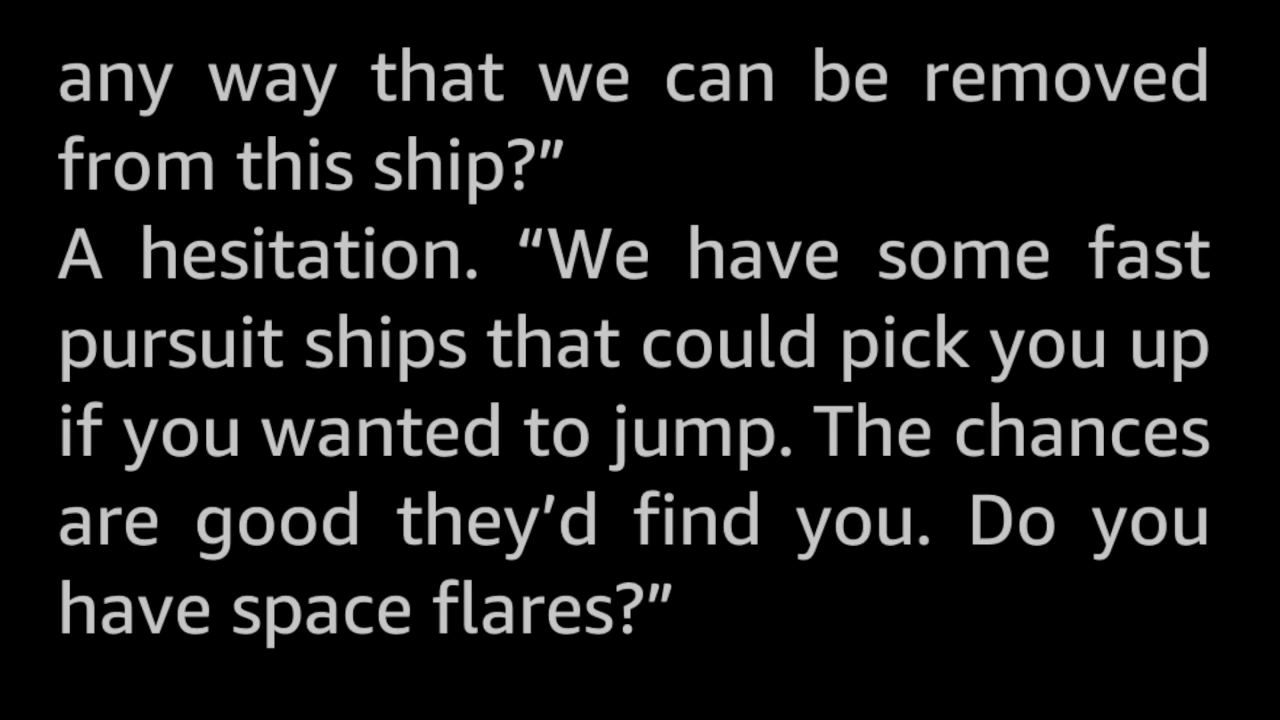 any way that we can be removed
from this ship?”
A hesitation. “We have some fast
pursuit ships that could pick you up
if you wanted to jump. The chances
are good they’d find you. Do you
have space flares?”